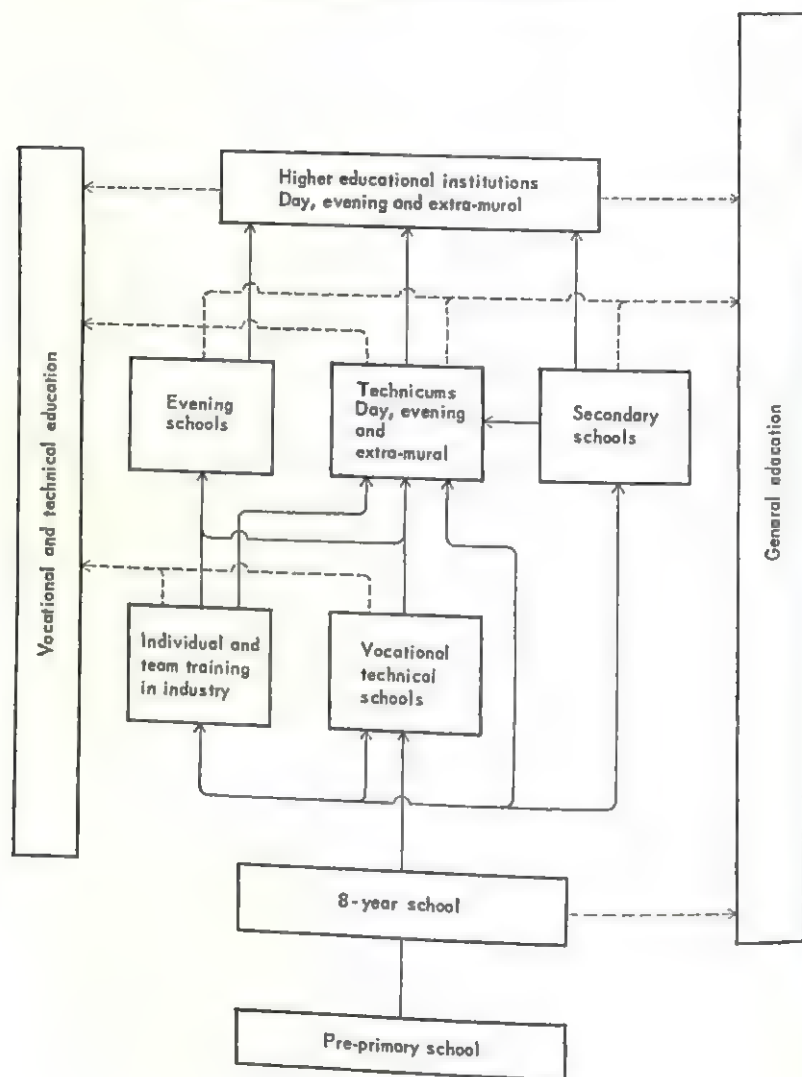 Higher educational institutions
Day, evening and extra-mural
Vocational and technical education
General edacation
Evening
schools
Technicums
Day, evening
and
extra-mural
Secondary
schools
Individual and
team training
in industry
Vocational
technical
schools
8-year school
Pre-primary school